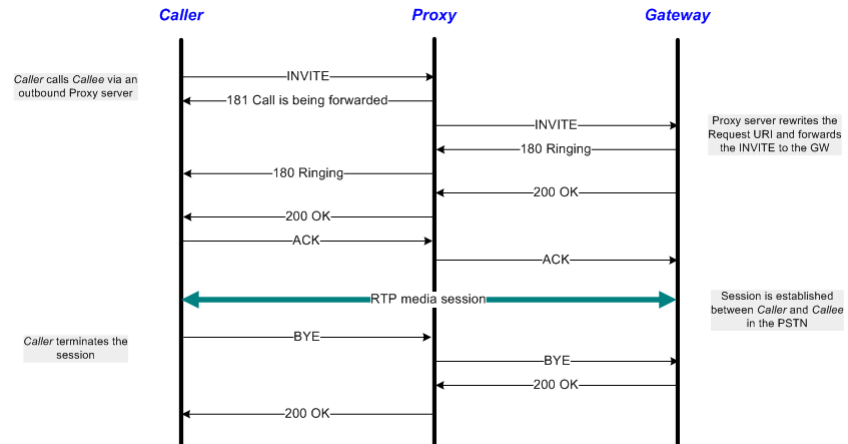 Caller Proxy Gateway
INVITE
Caller calls Callee via an
outbound Proxy server
181 Call is being forwarded
INVITE
Proxy server rewrites the
Request URI and forwards
the INVITE to the GW
180 Ringing
180 Ringing
200 OK
200 OK
ACK
ACK
RTP media session
Session is established
between Caller and Callee
in the PSTN
BYE
Caller terminates the
session
BYE
200 OK
200 OK